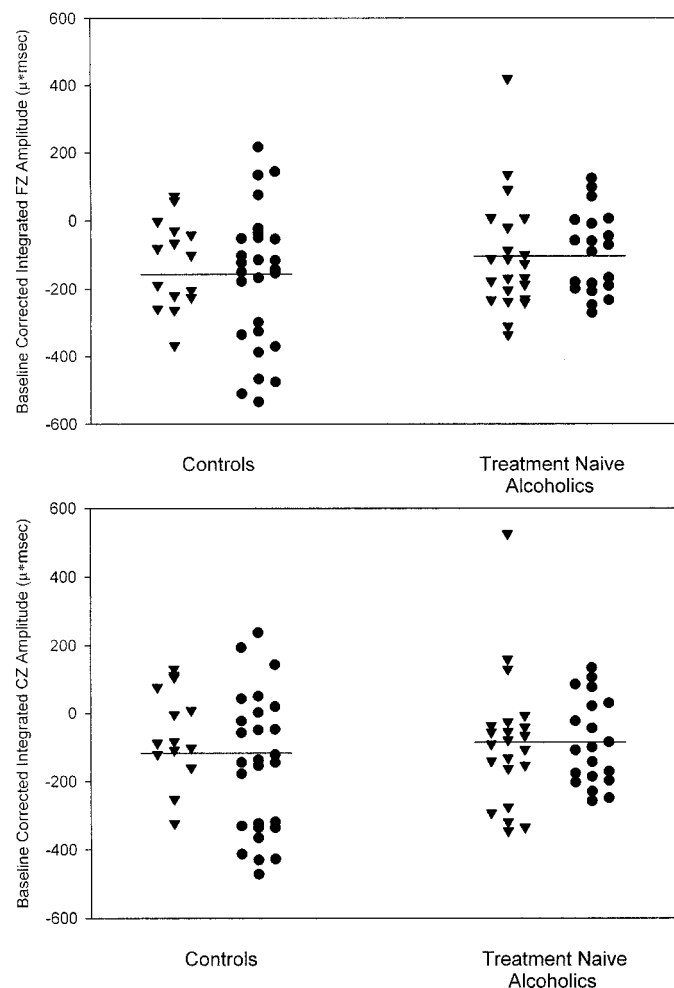 Baseline Corrected Integrated FZ Amplitude (µ*msec)
600
400
200
0
-200
-400
-600
Controls
Treatment Naive
Alcoholics
Baseline Corrected Integrated CZ Amplitude (µ*msec)
600
400
200
0
-200
-400
-600
Controls
Treatment Naive
Alcoholics